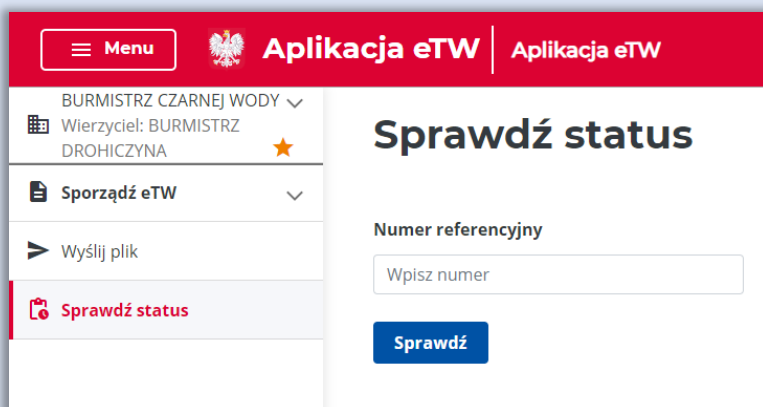 Menu
Aplikacja eTW
Aplikacja eTW
BURMISTRZ CZARNEJ WODY
Wierzyciel: BURMISTRZ
DROHICZYNA
Sporządź eTW
Wyślij plik
Sprawdź status
Sprawdź status
Numer referencyjny
Wpisz numer
Sprawdź